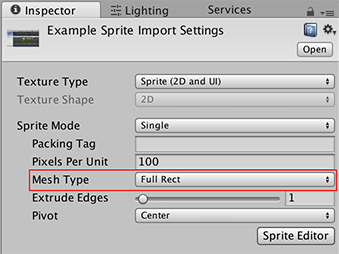 Inspector Lighting Services
Example Sprite Import Settings
Open
Texture Type Sprite (2D and UI)
Texture Shape 2D
Sprite Mode Single
Packing Tag
Pixels Per Unit 100
Mesh Type Full Rect
Extrude Edges 1
Pivot Center
Sprite Editor